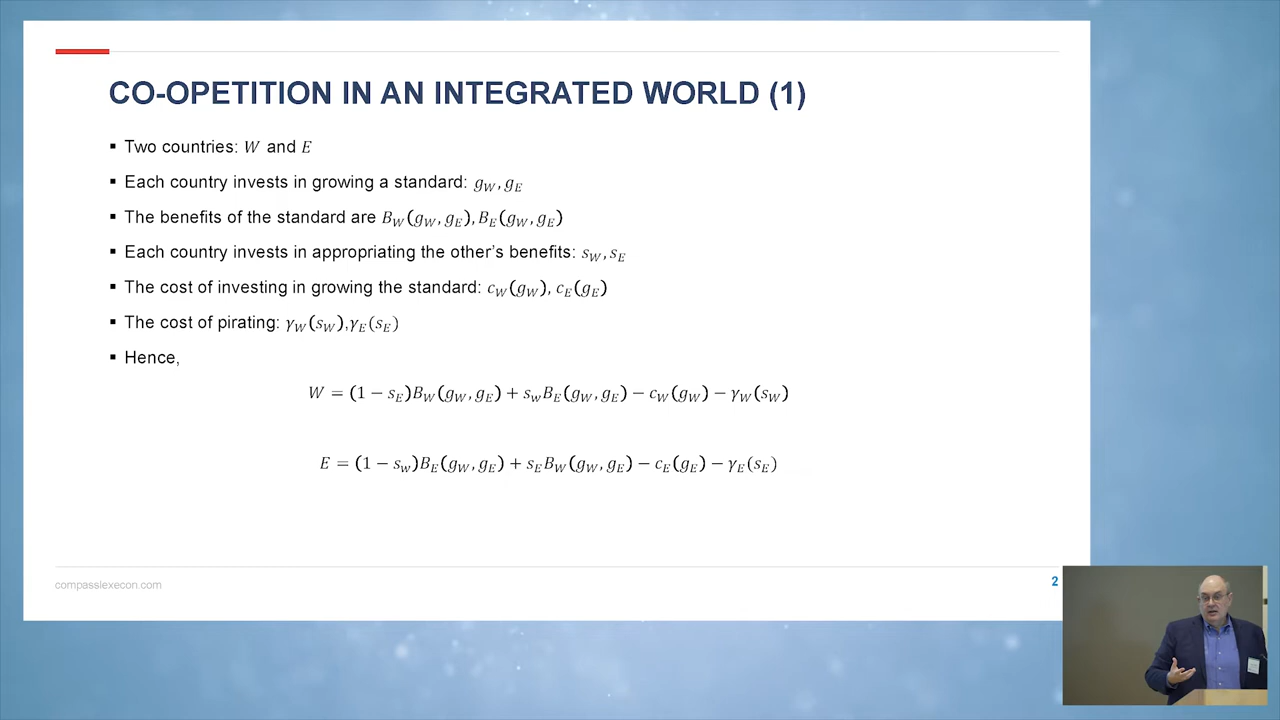 CO-OPETITION IN AN INTEGRATED WORLD (1)
▪ Two countries: W and E
▪ Each country invests in growing a standard: g_W, g_E
▪ The benefits of the standard are B_W(g_W, g_E), B_E(g_W, g_E)
▪ Each country invests in appropriating the other's benefits: s_W, s_E
▪ The cost of investing in growing the standard: c_W(g_W), c_E(g_E)
▪ The cost of pirating: γ_W(s_W),γ_E(s_E)
▪ Hence,
W = (1 − s_E)B_W(g_W, g_E) + s_wB_E(g_W, g_E) − c_W(g_W) − γ_W(s_W)
E = (1 − s_w)B_E(g_W, g_E) + s_EB_W(g_W, g_E) − c_E(g_E) − γ_E(s_E)
compasslexecon.com
2